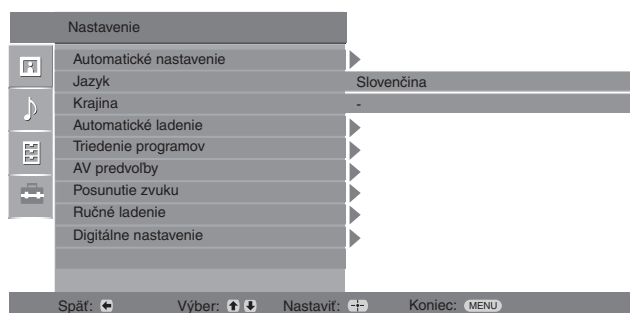 Nastavenie
Automatické nastavenie
Jazyk Slovenčina
Krajina -
Automatické ladenie
Triedenie programov
AV predvoľby
Posunutie zvuku
Ručné ladenie
Digitálne nastavenie
Späť: Výber: Nastaviť: Koniec: MENU